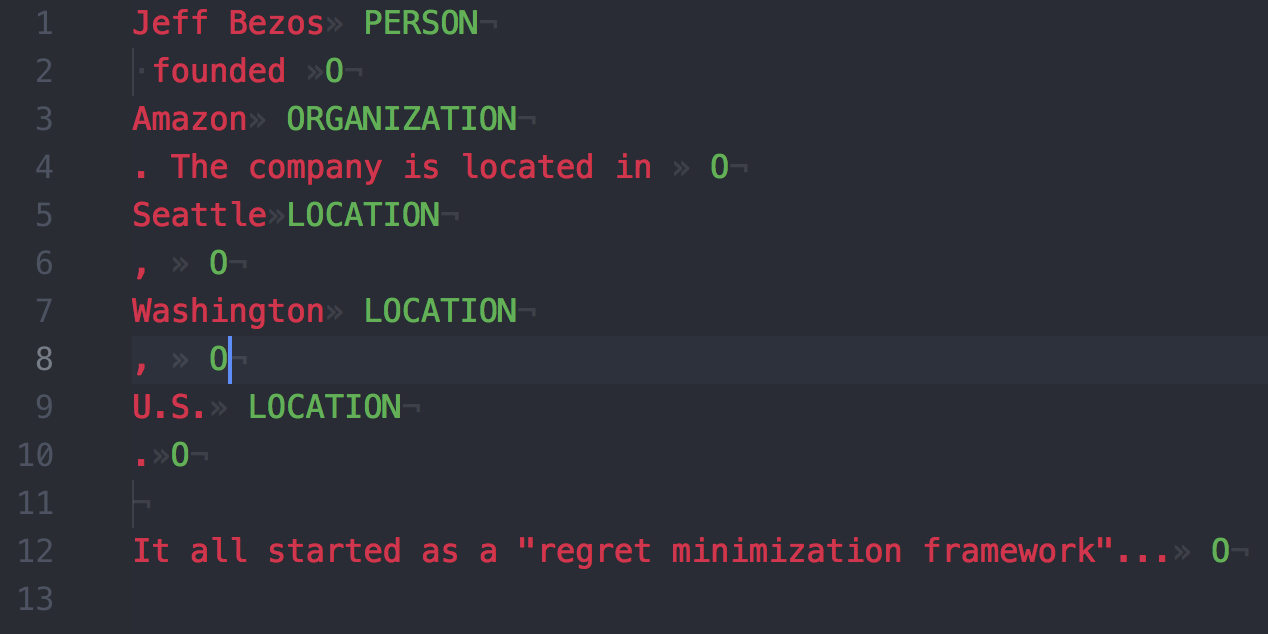 1 Jeff Bezos» PERSON¬
2 · founded »O¬
3 Amazon» ORGANIZATION¬
4 . The company is located in » O¬
5 Seattle»LOCATION¬
6 , » O¬
7 Washington» LOCATION¬
8 , » O¬
9 U.S.» LOCATION¬
10 .»O¬
11 ¬
12 It all started as a "regret minimization framework"...» O¬
13